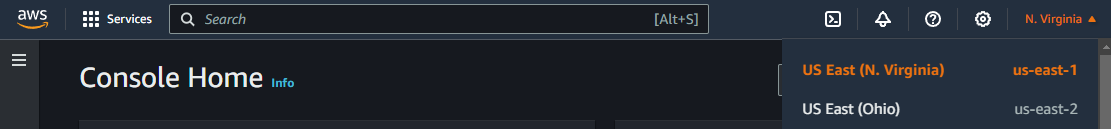 aws Services Search [Alt+S] N. Virginia
Console Home Info
US East (N. Virginia) us-east-1
US East (Ohio) us-east-2